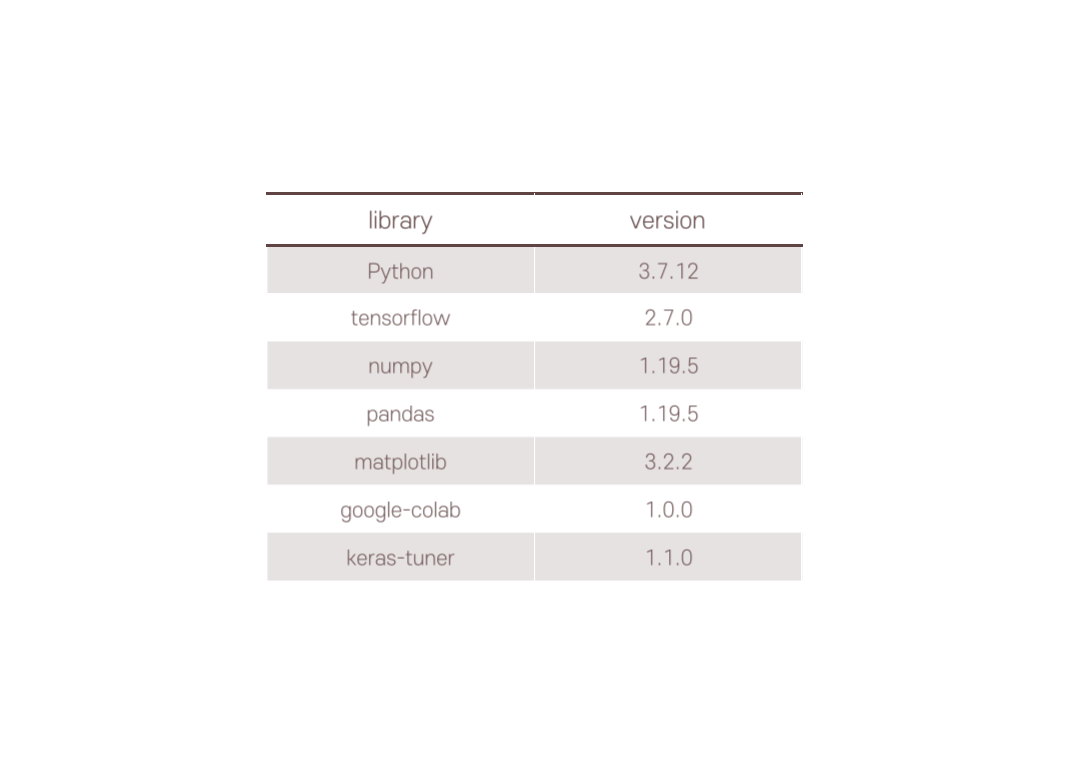 library version
Python 3.7.12
tensorflow 2.7.0
numpy 1.19.5
pandas 1.19.5
matplotlib 3.2.2
google-colab 1.0.0
keras-tuner 1.1.0